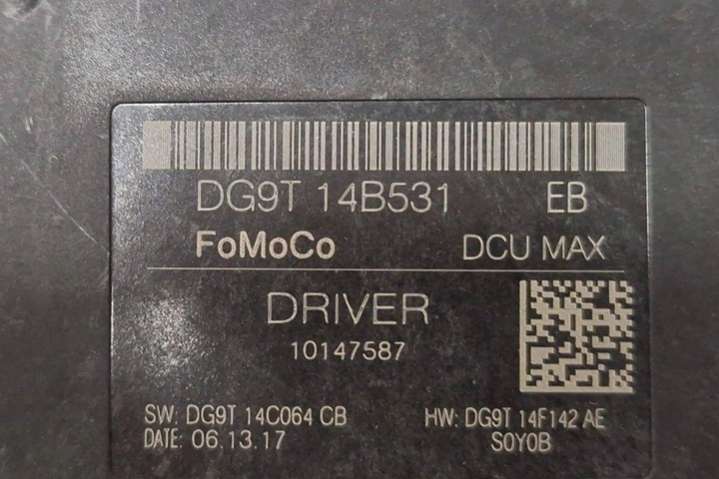 DG9T 14B531 EB
FoMoCo DCU MAX
DRIVER
10147587
SW: DG9T 14C064 CB HW: DG9T 14F142 AE
DATE: 06.13.17 S0Y0B